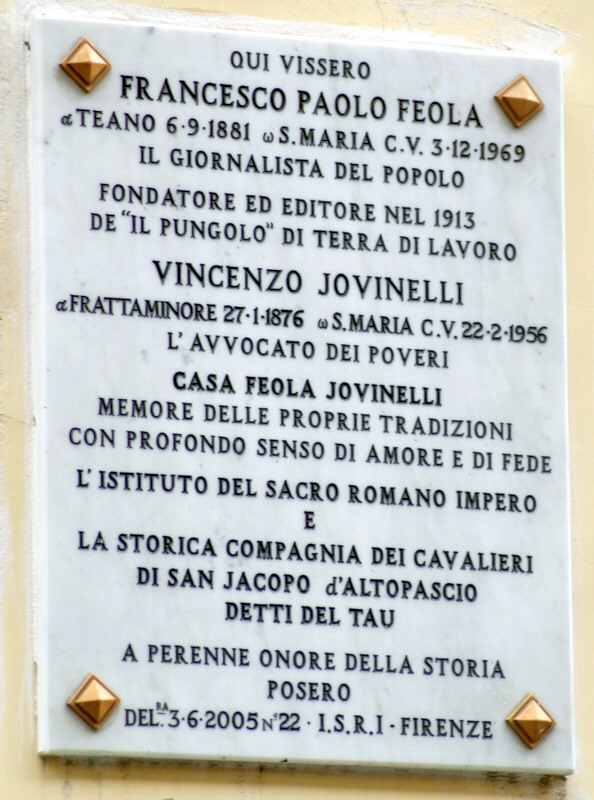 QUI VISSERO
FRANCESCO PAOLO FEOLA
α TEANO 6·9·1881 ω S.MARIA C.V. 3·12·1969
IL GIORNALISTA DEL POPOLO
FONDATORE ED EDITORE NEL 1913
DE "IL PUNGOLO" DI TERRA DI LAVORO
VINCENZO JOVINELLI
α FRATTAMINORE 27·1·1876 ω S.MARIA C.V. 22·2·1956
L'AVVOCATO DEI POVERI
CASA FEOLA JOVINELLI
MEMORE DELLE PROPRIE TRADIZIONI
CON PROFONDO SENSO DI AMORE E DI FEDE
L'ISTITUTO DEL SACRO ROMANO IMPERO
E
LA STORICA COMPAGNIA DEI CAVALIERI
DI SAN JACOPO d'ALTOPASCIO
DETTI DEL TAU
A PERENNE ONORE DELLA STORIA
POSERO
DEL.RA 3·6·2005 N°22 · I.S.R.I · FIRENZE